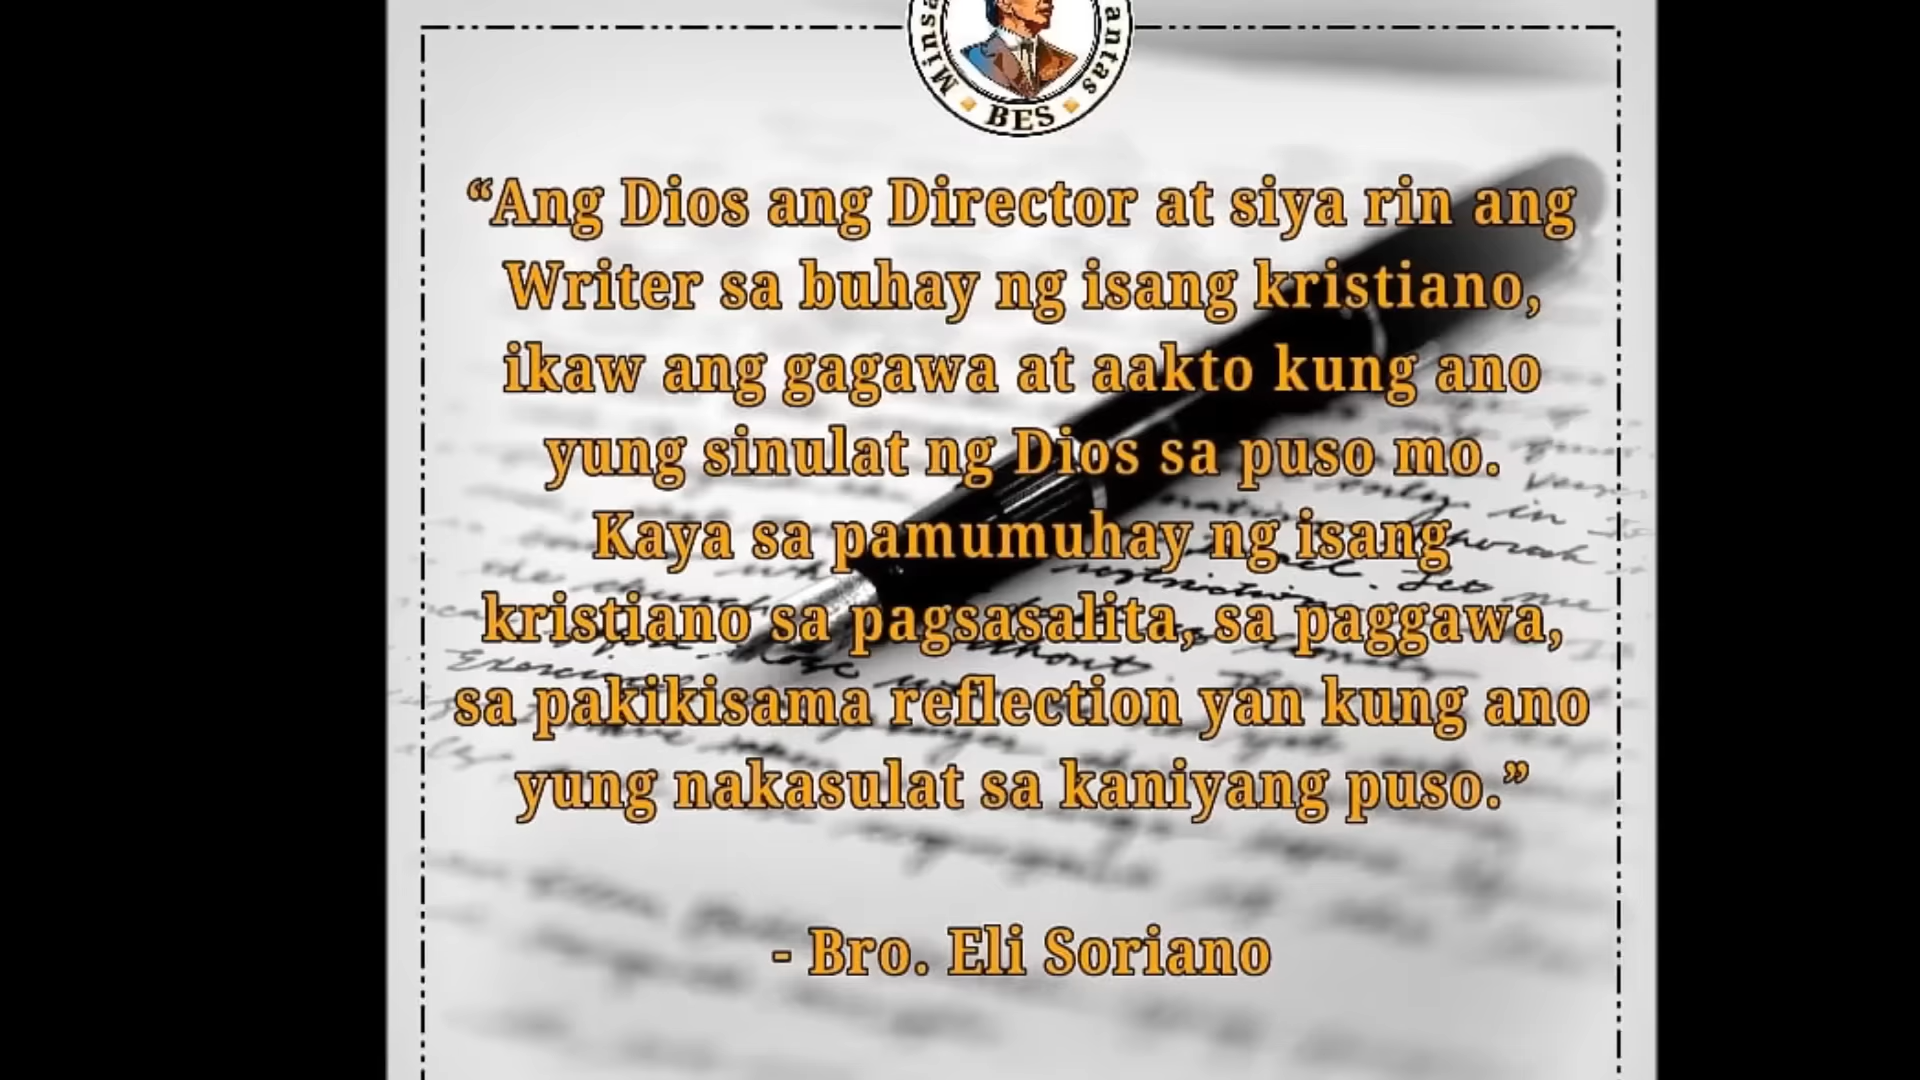 Minsa
antas
BES
“Ang Dios ang Director at siya rin ang
Writer sa buhay ng isang kristiano,
ikaw ang gagawa at aakto kung ano
yung sinulat ng Dios sa puso mo.
Kaya sa pamumuhay ng isang
kristiano sa pagsasalita, sa paggawa,
sa pakikisama reflection yan kung ano
yung nakasulat sa kaniyang puso.”
- Bro. Eli Soriano